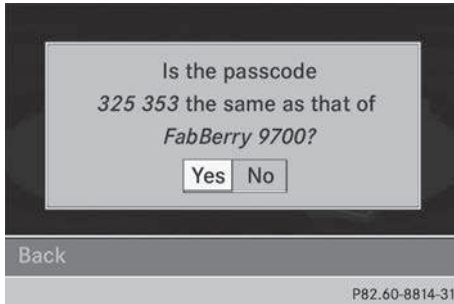 Is the passcode
325 353 the same as that of
FabBerry 9700?
Yes No
Back
P82.60-8814-31